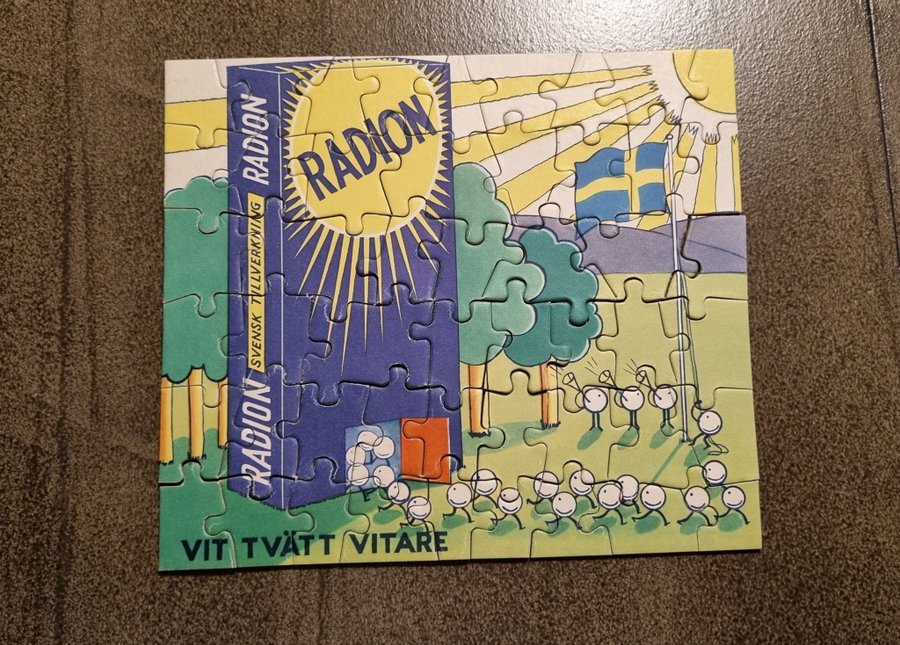 RADION
RADION
SVENSK TILLVERKNING
RADION
VIT TVÄTT VITARE